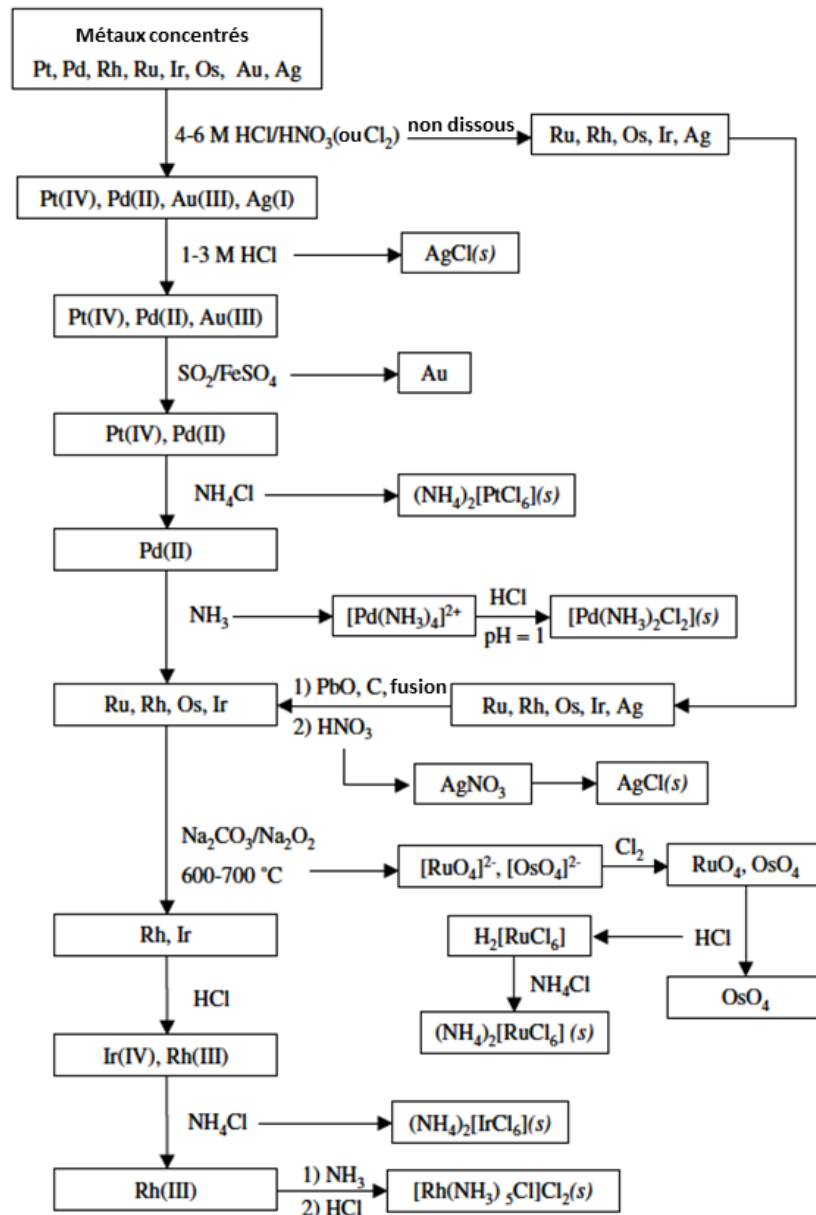 Métaux concentrés
Pt, Pd, Rh, Ru, Ir, Os, Au, Ag
4-6 M HCl/HNO₃(ou Cl₂)
non dissous
Ru, Rh, Os, Ir, Ag
Pt(IV), Pd(II), Au(III), Ag(I)
1-3 M HCl
AgCl(s)
Pt(IV), Pd(II), Au(III)
SO₂/FeSO₄
Au
Pt(IV), Pd(II)
NH₄Cl
(NH₄)₂[PtCl₆](s)
Pd(II)
NH₃
[Pd(NH₃)₄]²⁺
HCl
pH = 1
[Pd(NH₃)₂Cl₂](s)
Ru, Rh, Os, Ir
1) PbO, C, fusion
2) HNO₃
Ru, Rh, Os, Ir, Ag
AgNO₃
AgCl(s)
Na₂CO₃/Na₂O₂
600-700 °C
[RuO₄]²⁻, [OsO₄]²⁻
Cl₂
RuO₄, OsO₄
Rh, Ir
H₂[RuCl₆]
HCl
HCl
NH₄Cl
OsO₄
Ir(IV), Rh(III)
(NH₄)₂[RuCl₆] (s)
NH₄Cl
(NH₄)₂[IrCl₆](s)
Rh(III)
1) NH₃
2) HCl
[Rh(NH₃) ₅Cl]Cl₂(s)